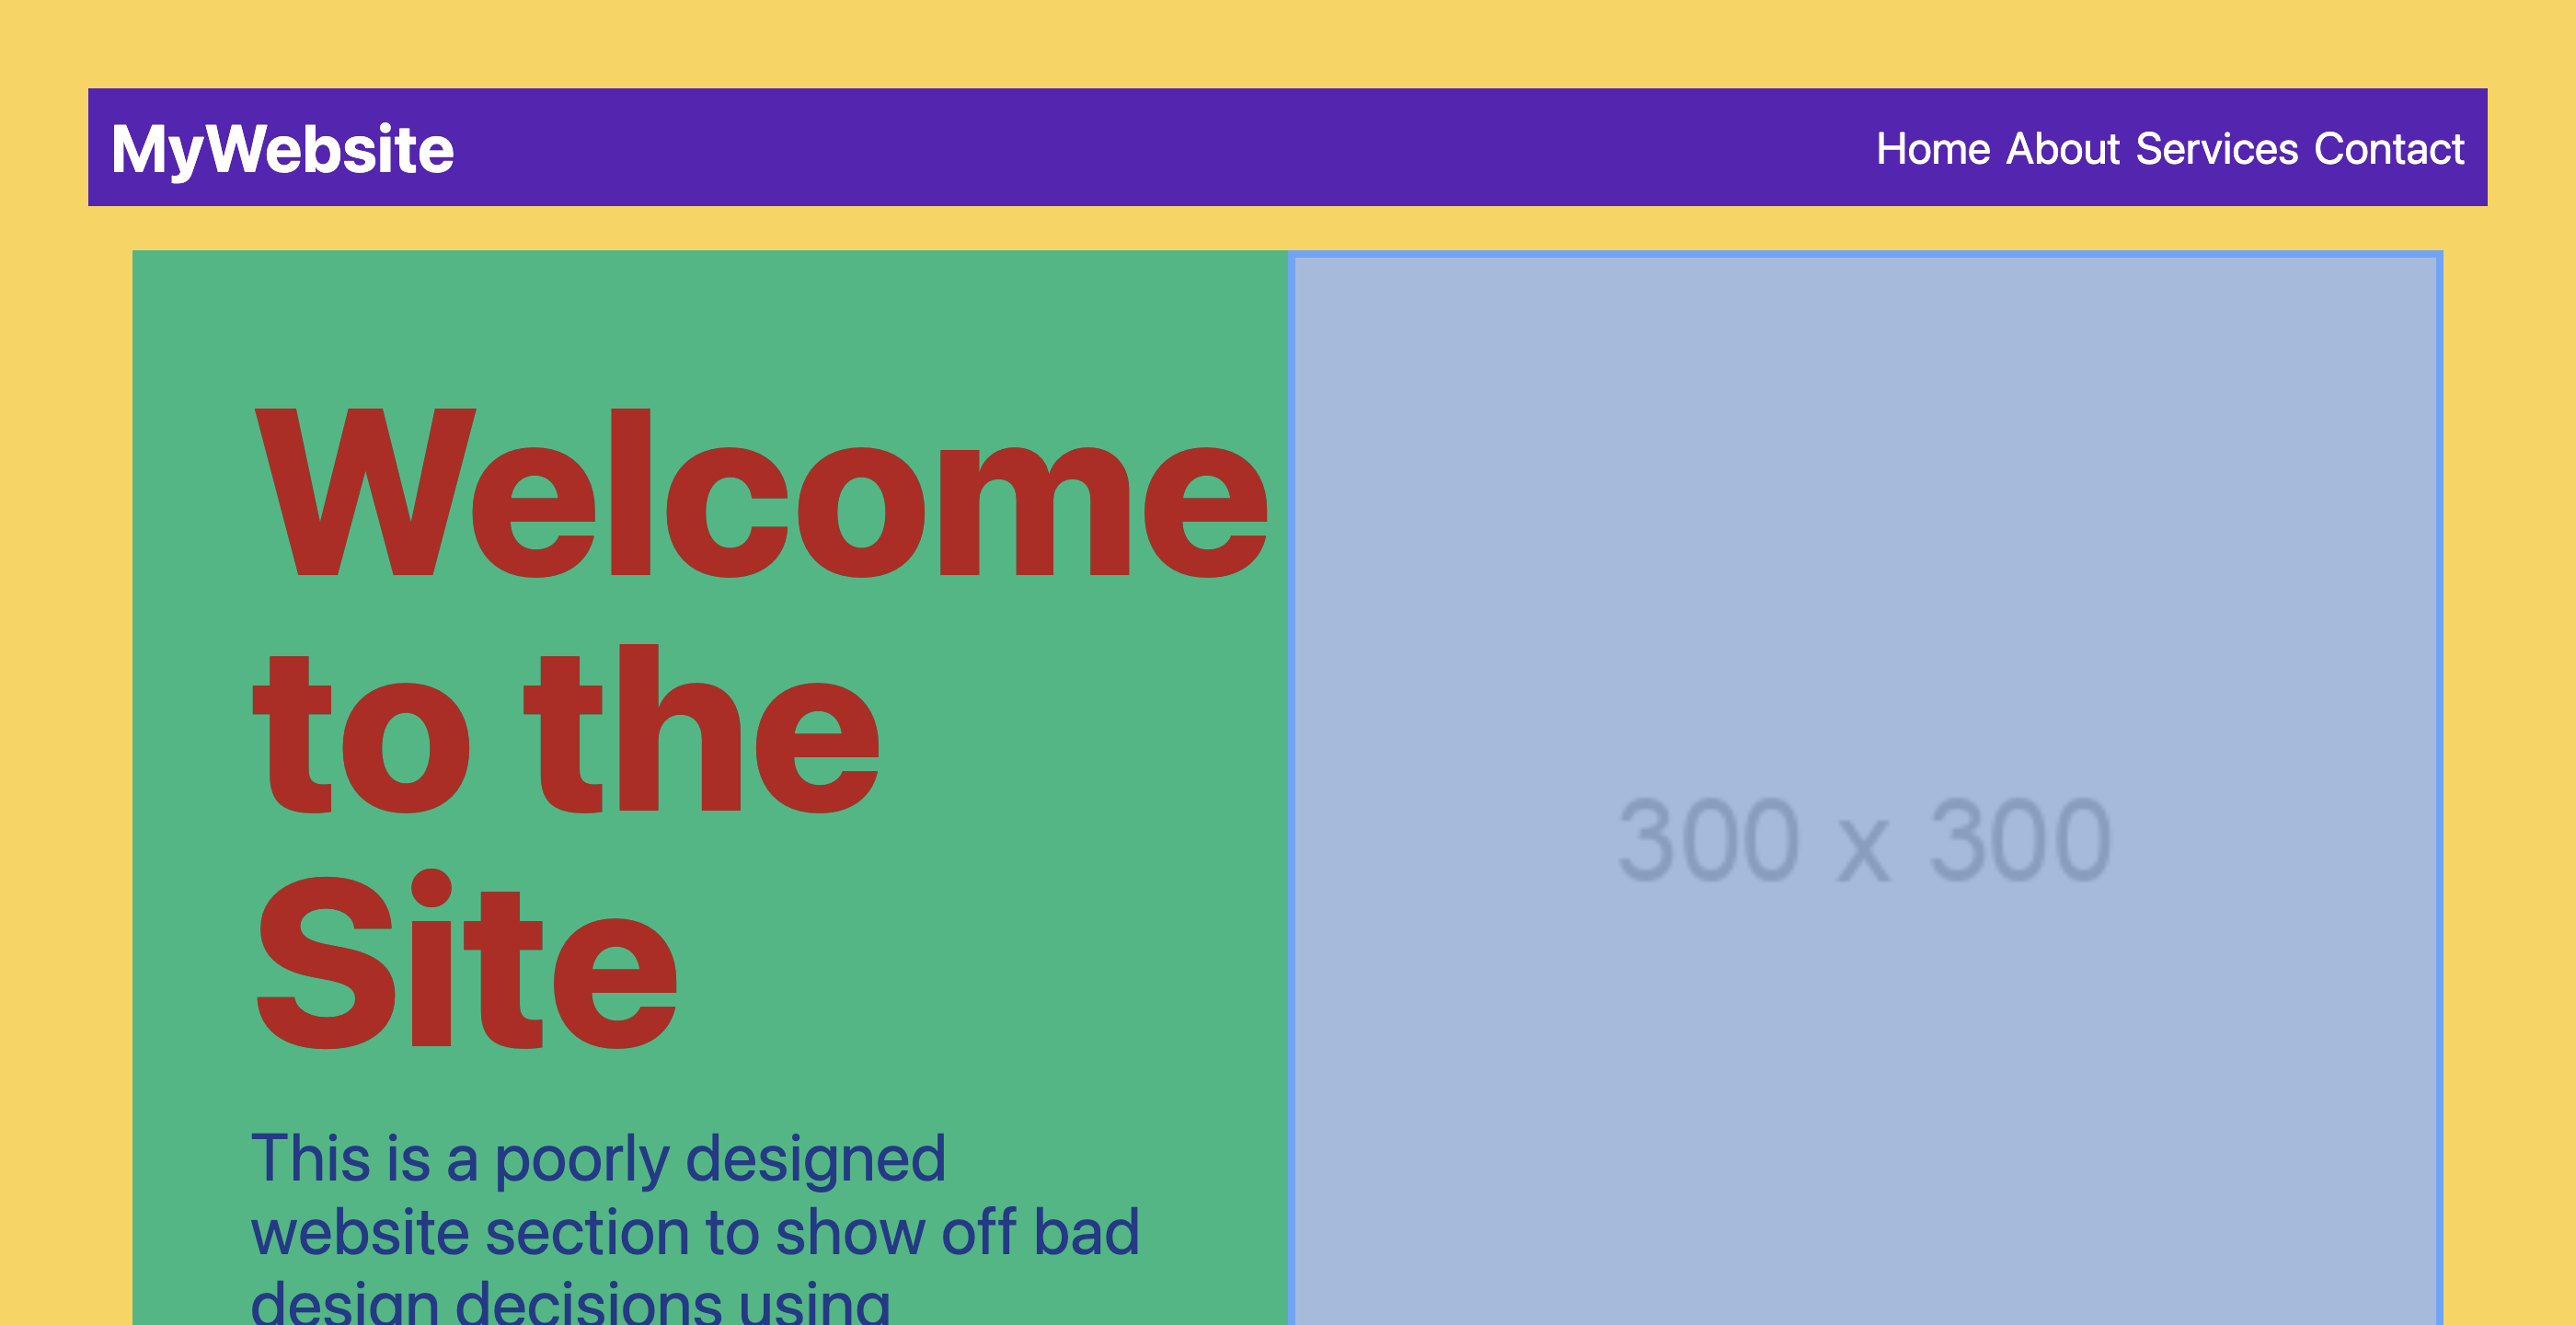 MyWebsite
Home About Services Contact
Welcome
to the
Site
This is a poorly designed
website section to show off bad
design decisions using
300 x 300